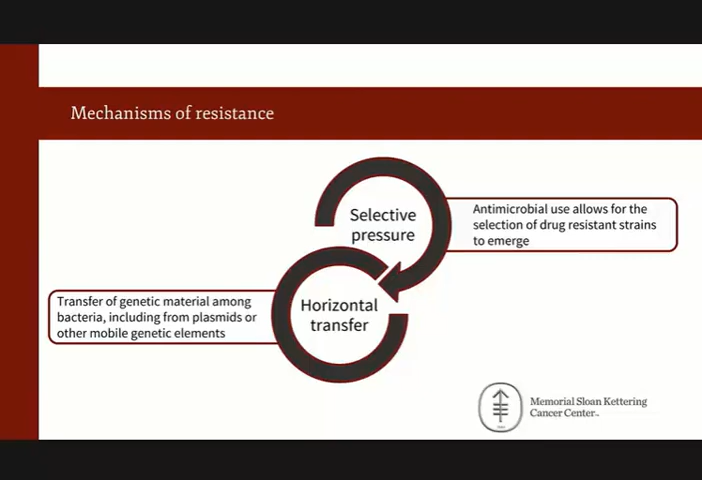 Mechanisms of resistance
Selective
pressure
Antimicrobial use allows for the
selection of drug resistant strains
to emerge
Horizontal
transfer
Transfer of genetic material among
bacteria, including from plasmids or
other mobile genetic elements
Memorial Sloan Kettering
Cancer Center